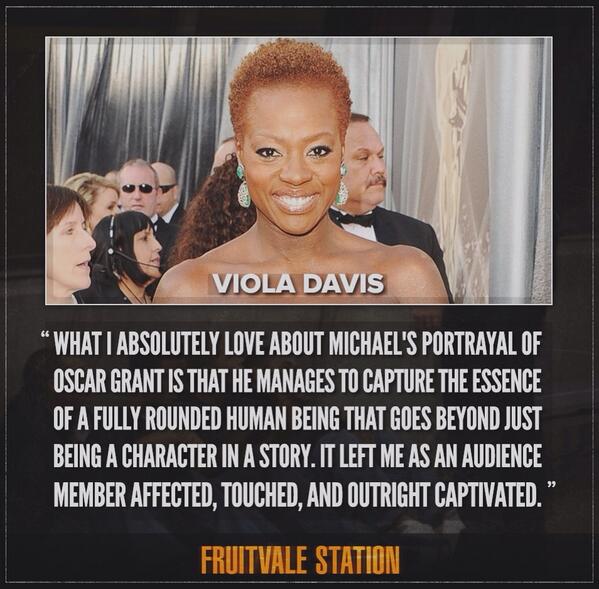 VIOLA DAVIS
“ WHAT I ABSOLUTELY LOVE ABOUT MICHAEL'S PORTRAYAL OF
OSCAR GRANT IS THAT HE MANAGES TO CAPTURE THE ESSENCE
OF A FULLY ROUNDED HUMAN BEING THAT GOES BEYOND JUST
BEING A CHARACTER IN A STORY. IT LEFT ME AS AN AUDIENCE
MEMBER AFFECTED, TOUCHED, AND OUTRIGHT CAPTIVATED. ”
FRUITVALE STATION